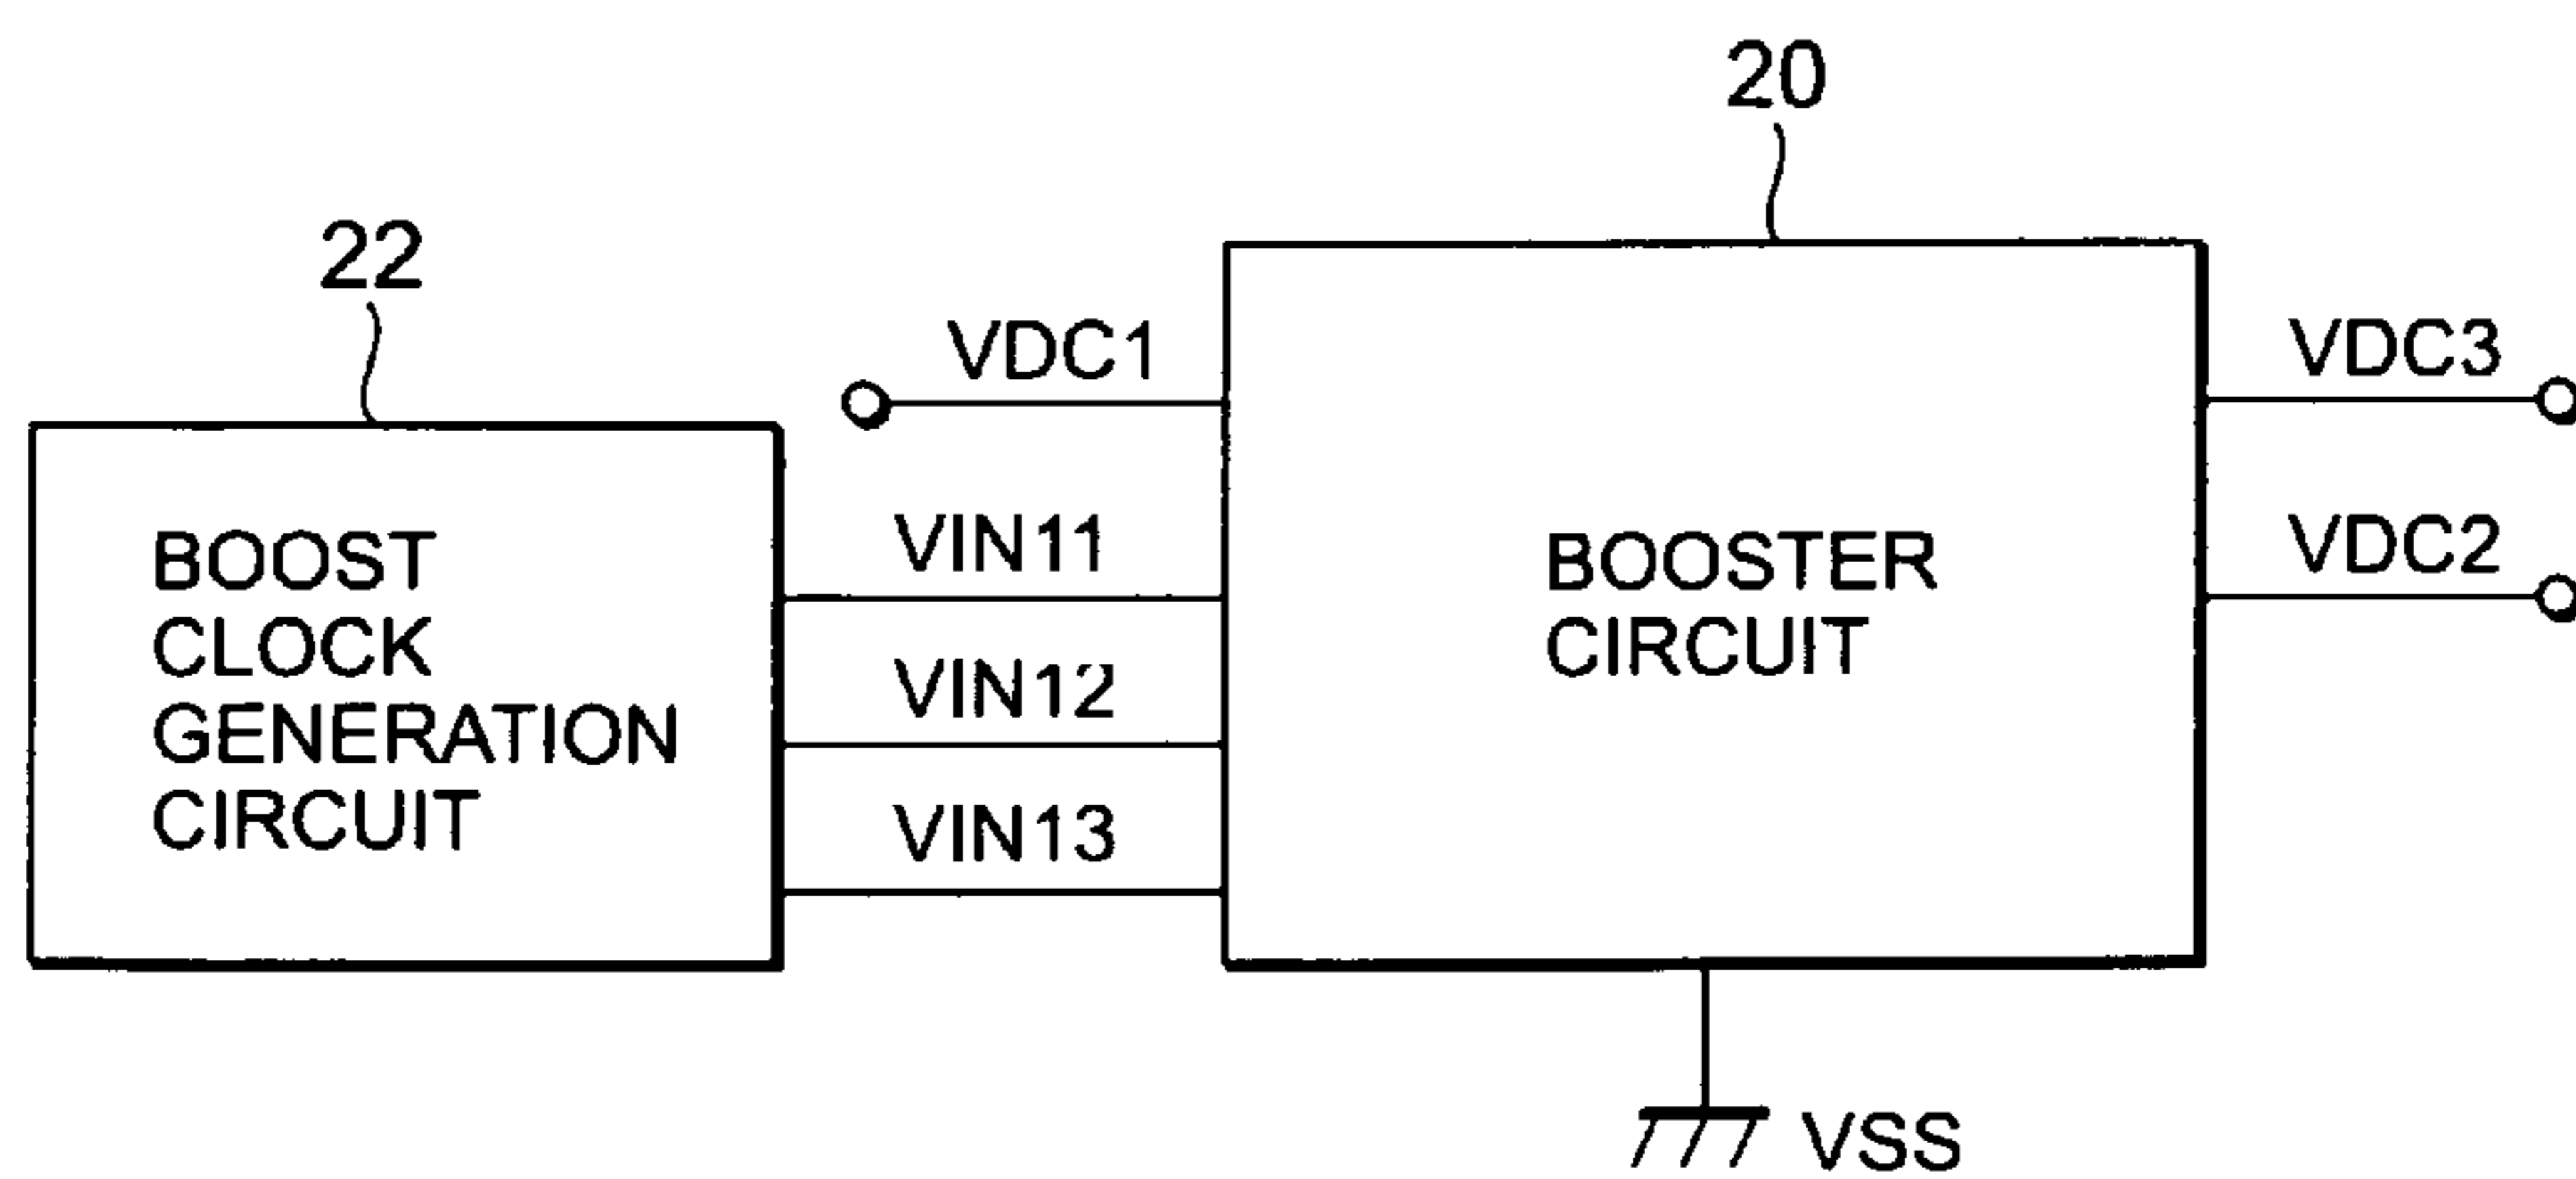 20
22
VDC1
VDC3
VIN11
VDC2
BOOST
CLOCK
GENERATION
CIRCUIT
BOOSTER
CIRCUIT
VIN12
VIN13
VSS